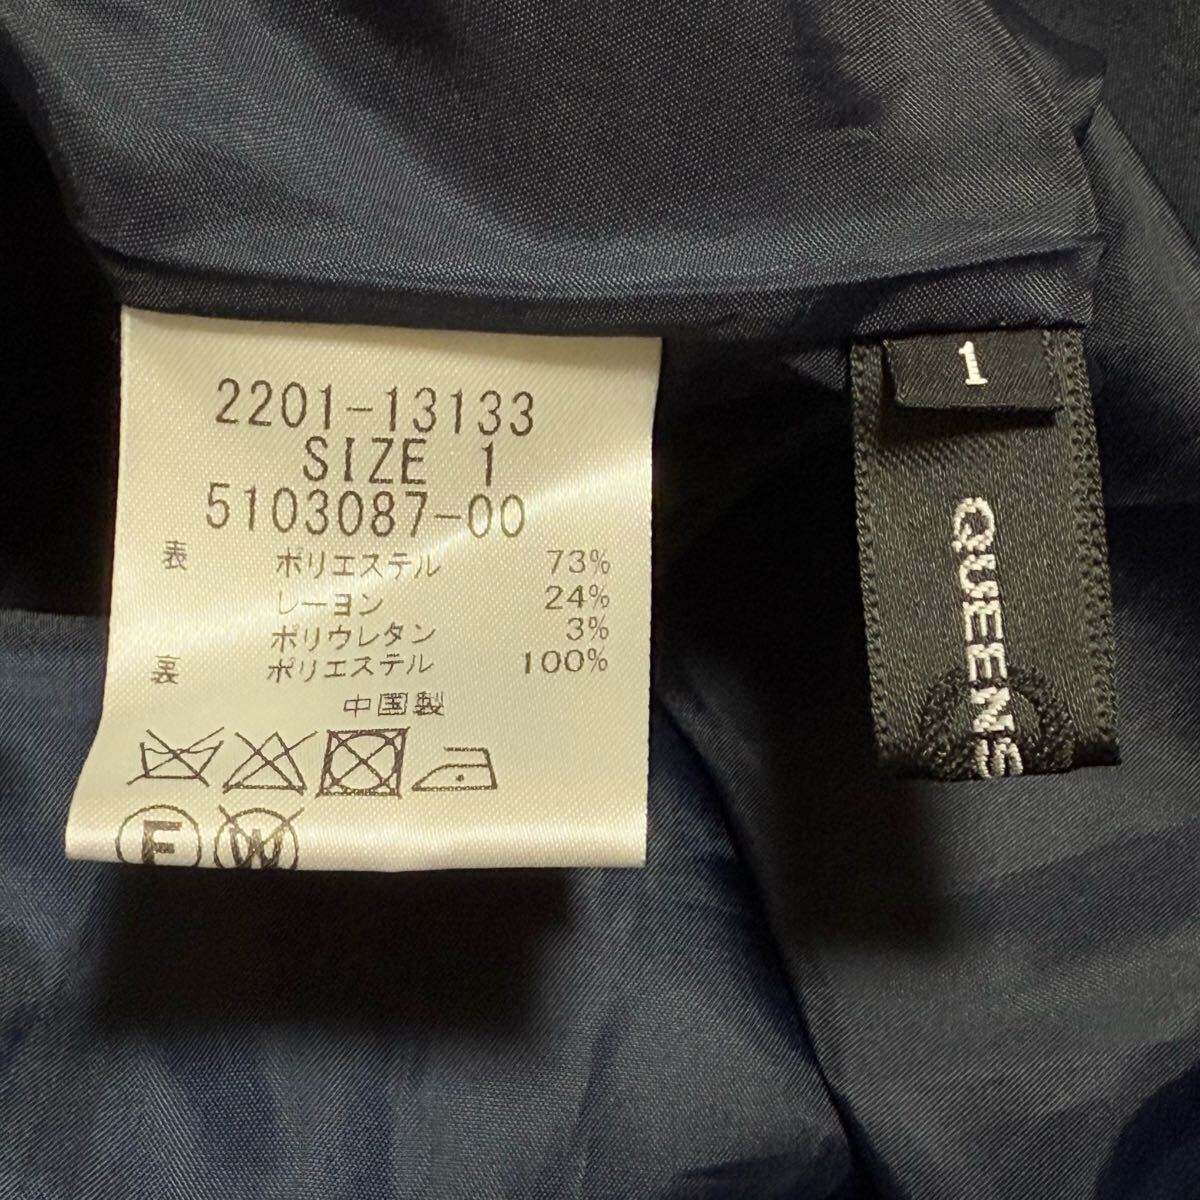 2201-13133
SIZE 1
5103087-00
表 ポリエステル 73%
レーヨン 24%
ポリウレタン 3%
裏 ポリエステル 100%
中国製
F W
1
QUEENS